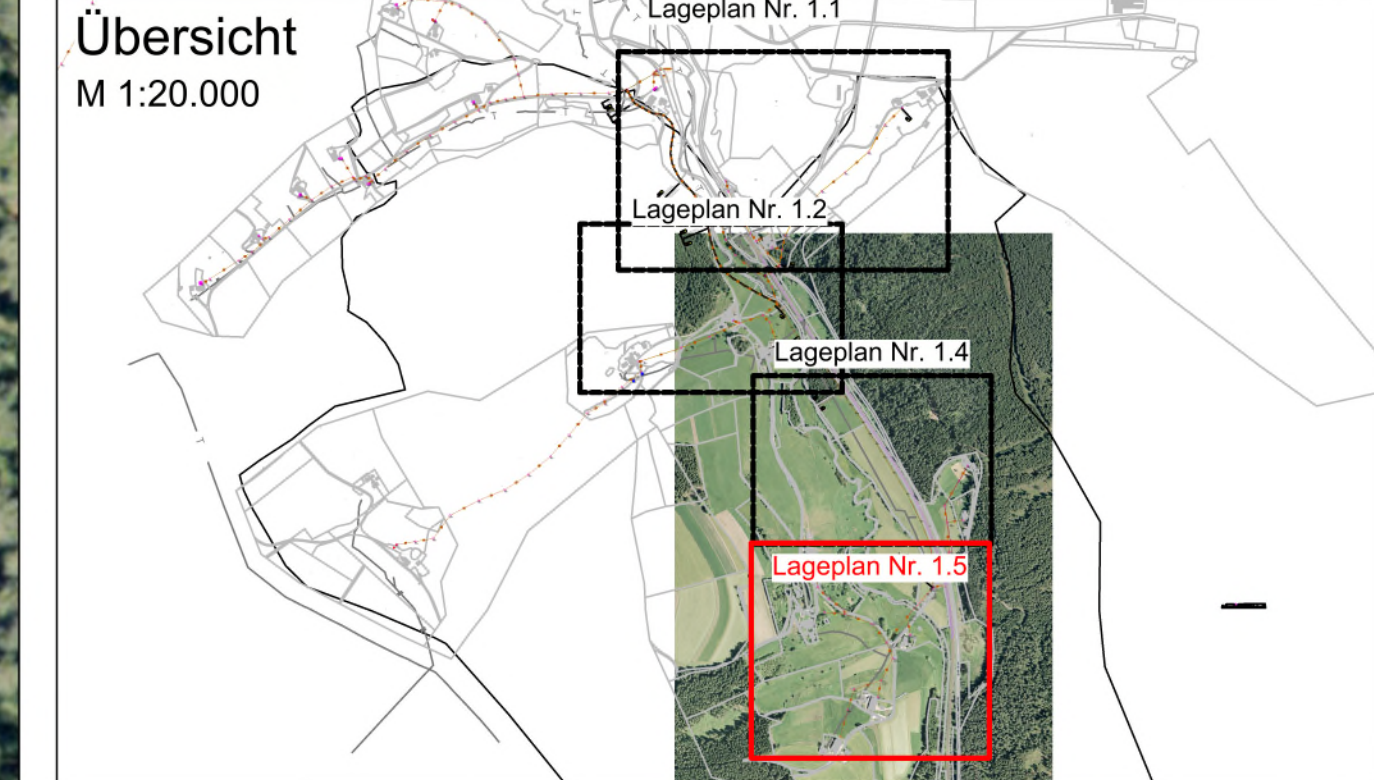 Übersicht
M 1:20.000
Lageplan Nr. 1.1
Lageplan Nr. 1.2
Lageplan Nr. 1.4
Lageplan Nr. 1.5